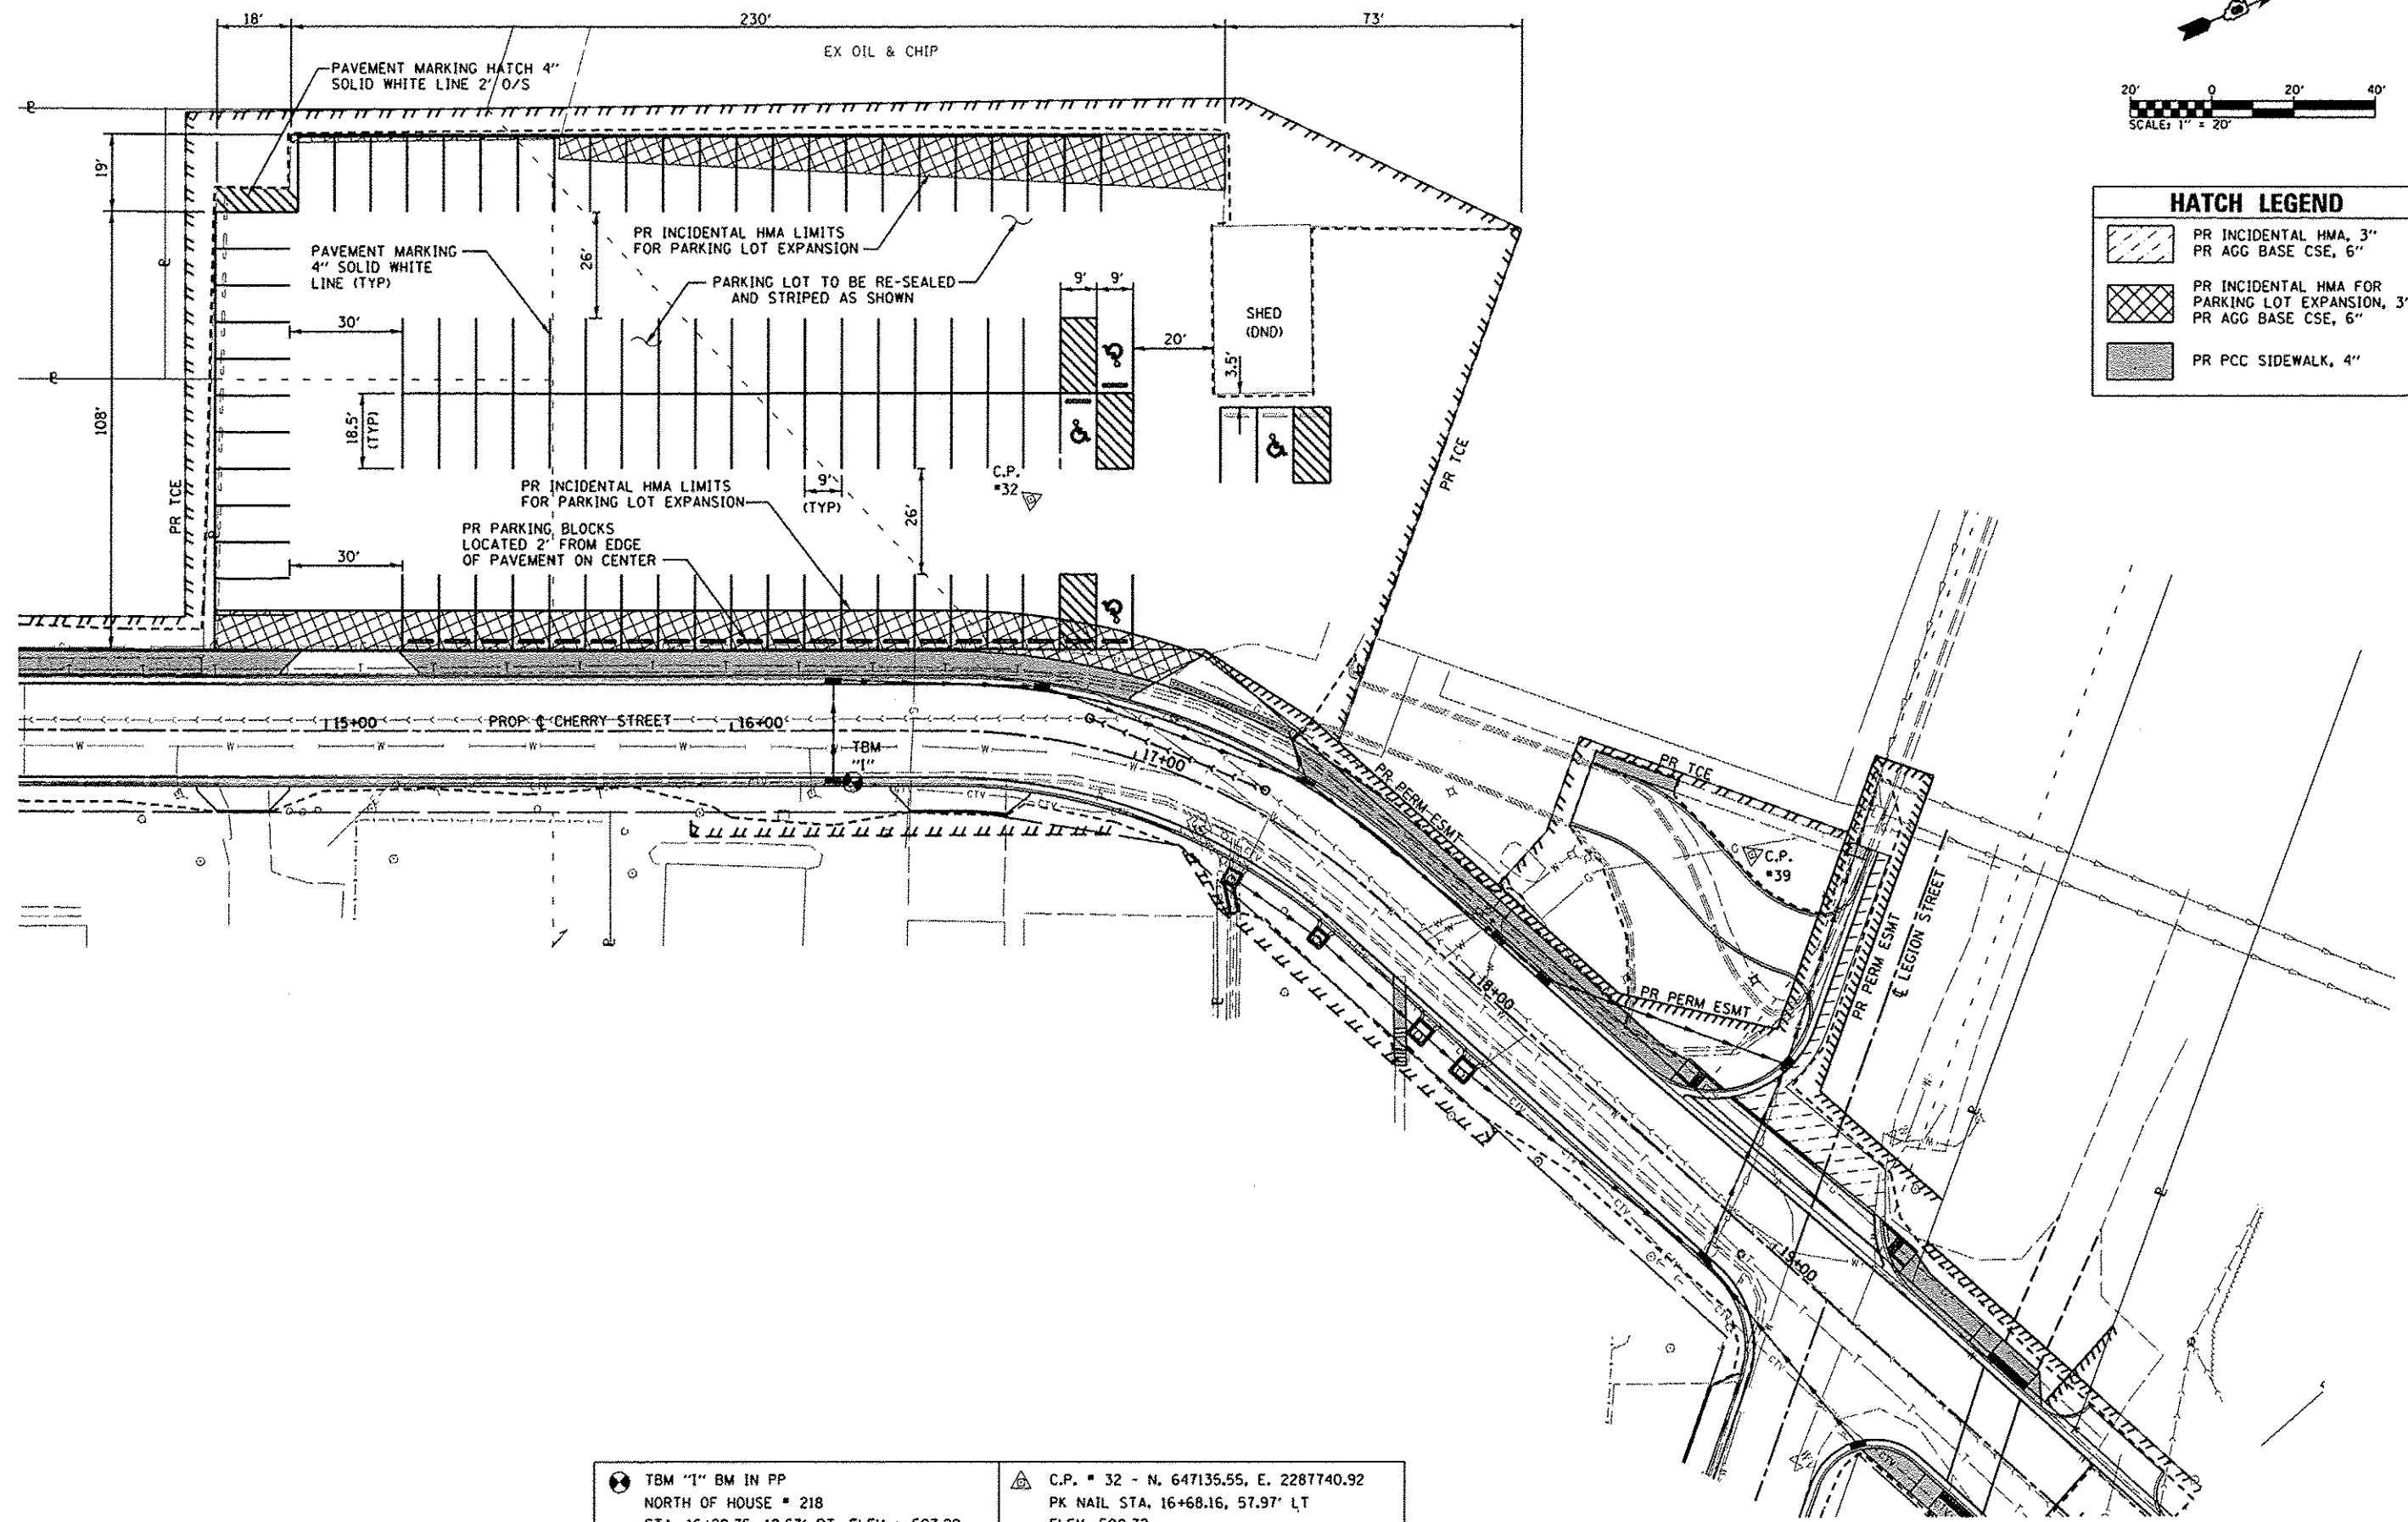 18'
230'
73'
EX OIL & CHIP
PAVEMENT MARKING HATCH 4"
SOLID WHITE LINE 2' O/S
20' 0 20' 40'
SCALE: 1" = 20'
HATCH LEGEND
PR INCIDENTAL HMA, 3"
PR AGG BASE CSE, 6"
PR INCIDENTAL HMA FOR
PARKING LOT EXPANSION, 3"
PR AGG BASE CSE, 6"
PR PCC SIDEWALK, 4"
19'
108'
PR TCE
PAVEMENT MARKING
4" SOLID WHITE
LINE (TYP)
26'
PR INCIDENTAL HMA LIMITS
FOR PARKING LOT EXPANSION
PARKING LOT TO BE RE-SEALED
AND STRIPED AS SHOWN
9' 9'
SHED
(DND)
30'
20'
3.5'
18.5'
(TYP)
PR TCE
C.P.
#32
PR INCIDENTAL HMA LIMITS
FOR PARKING LOT EXPANSION
9'
(TYP)
26'
PR PARKING BLOCKS
LOCATED 2' FROM EDGE
OF PAVEMENT ON CENTER
30'
15+00
PROP ℄ CHERRY STREET
16+00
TBM
"I"
17+00
PR PERM ESMT
PR TCE
C.P.
#39
PR PERM ESMT
PR PERM ESMT
℄ LEGION STREET
18+00
19+00
TBM "I" BM IN PP
NORTH OF HOUSE # 218
C.P. # 32 - N. 647135.55, E. 2287740.92
PK NAIL STA. 16+68.16, 57.97' LT